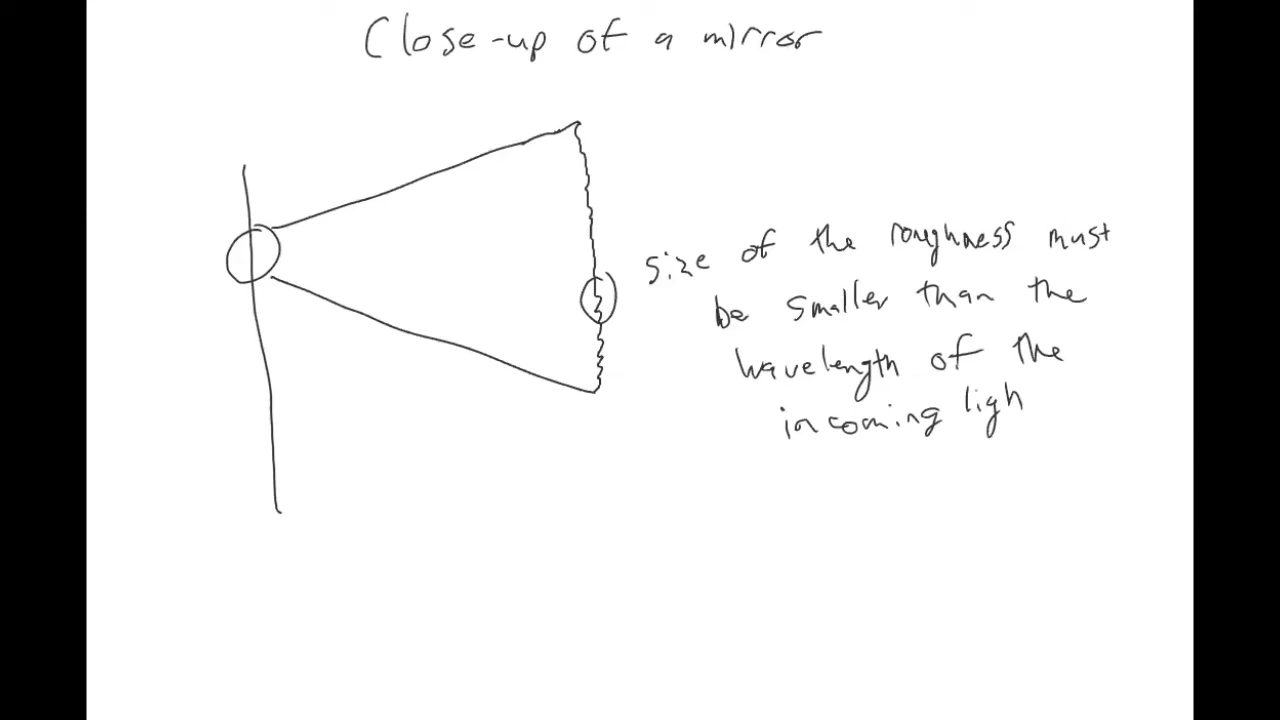 Close-up of a mirror
size of the roughness must
be smaller than the
wavelength of the
incoming ligh